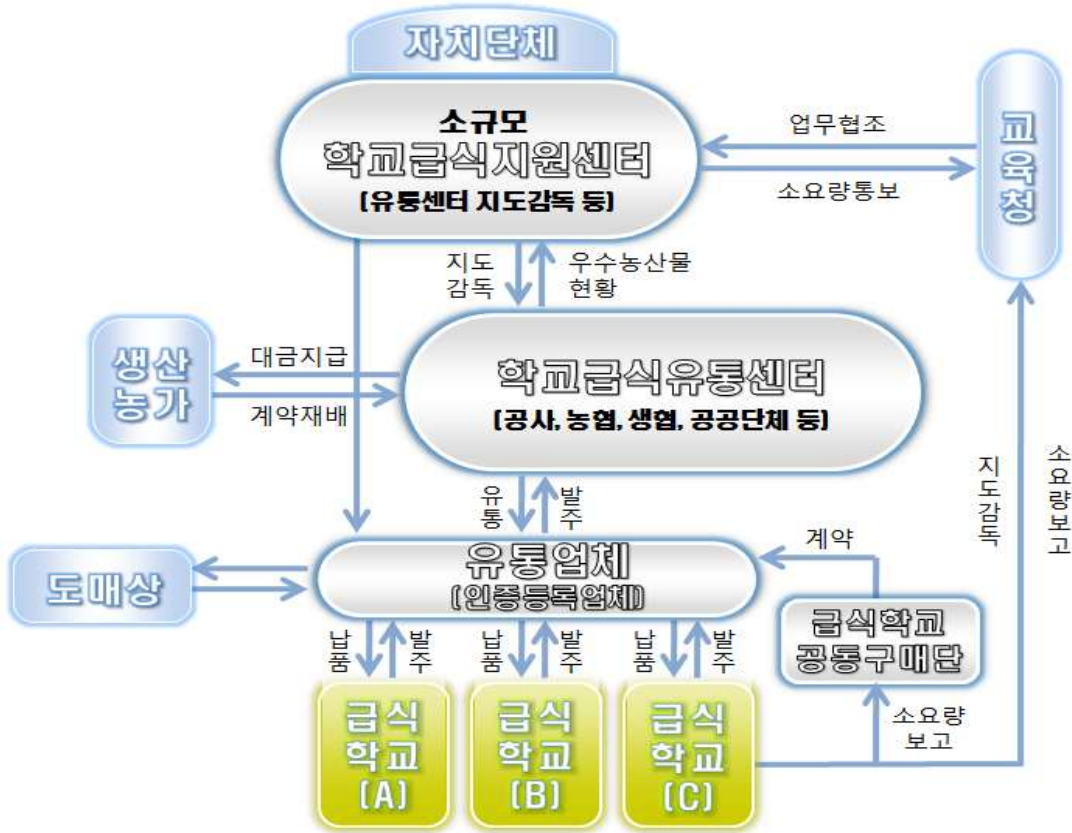 자치단체
소규모
학교급식지원센터
(유통센터 지도감독 등)
업무협조
소요량통보
교육청
지도
감독
우수농산물
현황
생산
농가
대금지급
계약재배
학교급식유통센터
(공사, 농협, 생협, 공공단체 등)
유통
발주
지도감독
소요량보고
도매상
유통업체
(인증등록업체)
계약
급식학교
공동구매단
납품
발주
납품
발주
납품
발주
급식
학교
(A)
급식
학교
(B)
급식
학교
(C)
소요량
보고